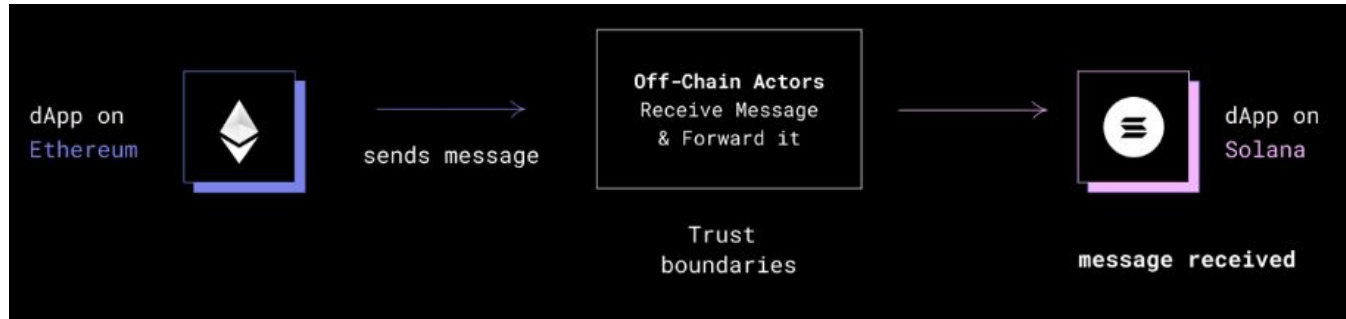 dApp on
Ethereum
sends message
Off-Chain Actors
Receive Message
& Forward it
Trust
boundaries
dApp on
Solana
message received